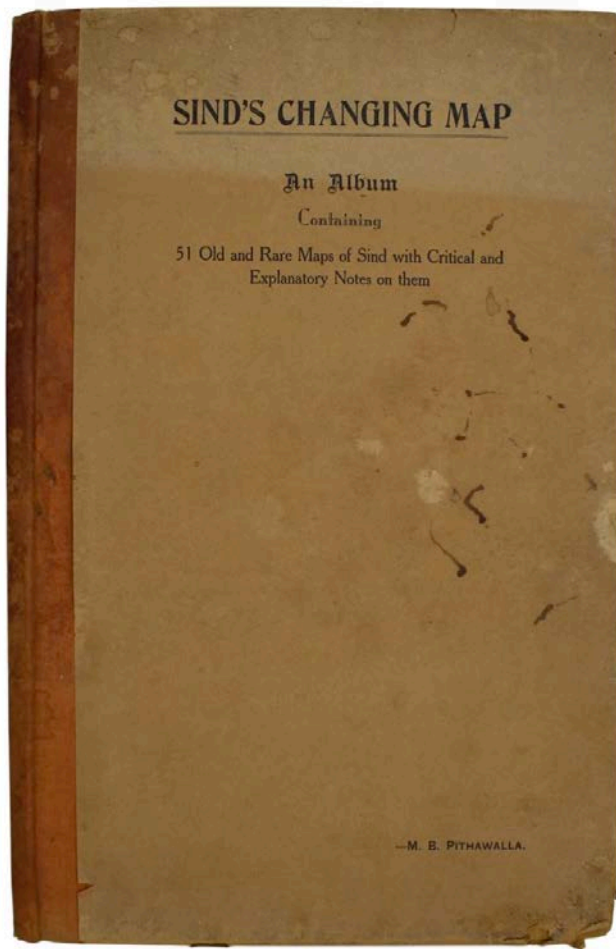 SIND'S CHANGING MAP
An Album
Containing
51 Old and Rare Maps of Sind with Critical and
Explanatory Notes on them
—M. B. PITHAWALLA.